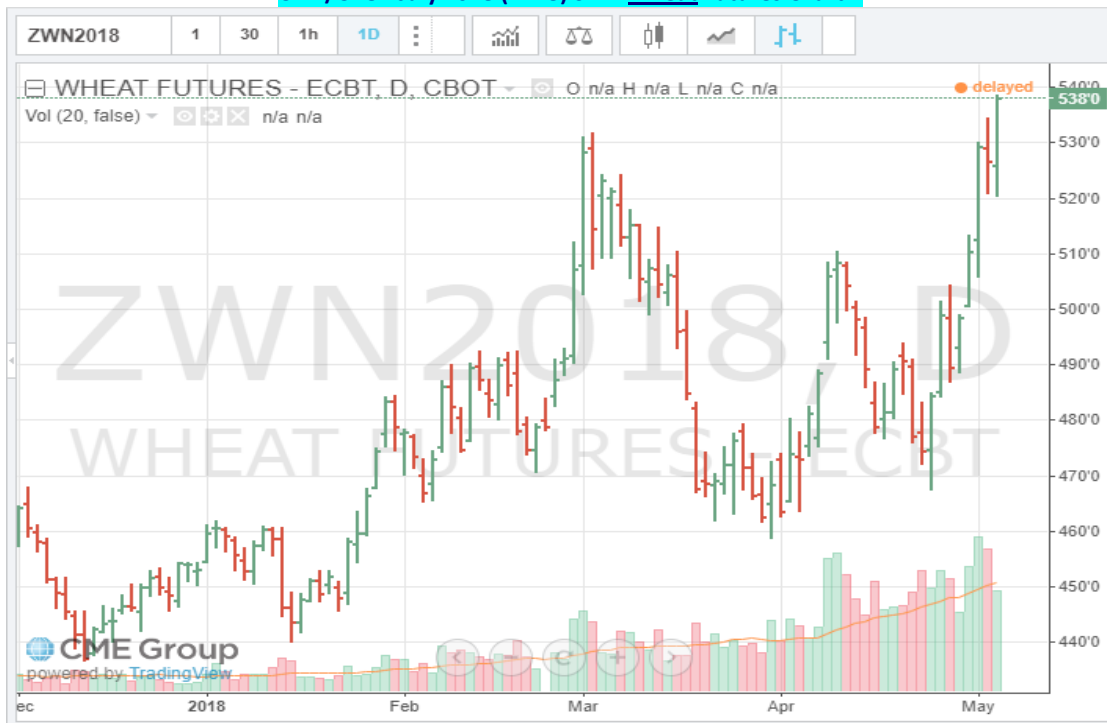 ZWN2018 1 30 1h 1D
WHEAT FUTURES - ECBT, D, CBOT O n/a H n/a L n/a C n/a
delayed
Vol (20, false) n/a n/a
540'0
538'0
530'0
520'0
510'0
500'0
490'0
480'0
470'0
460'0
450'0
440'0
ZWN2018, D
WHEAT FUTURES - ECBT
CME Group
powered by TradingView
ec 2018 Feb Mar Apr May